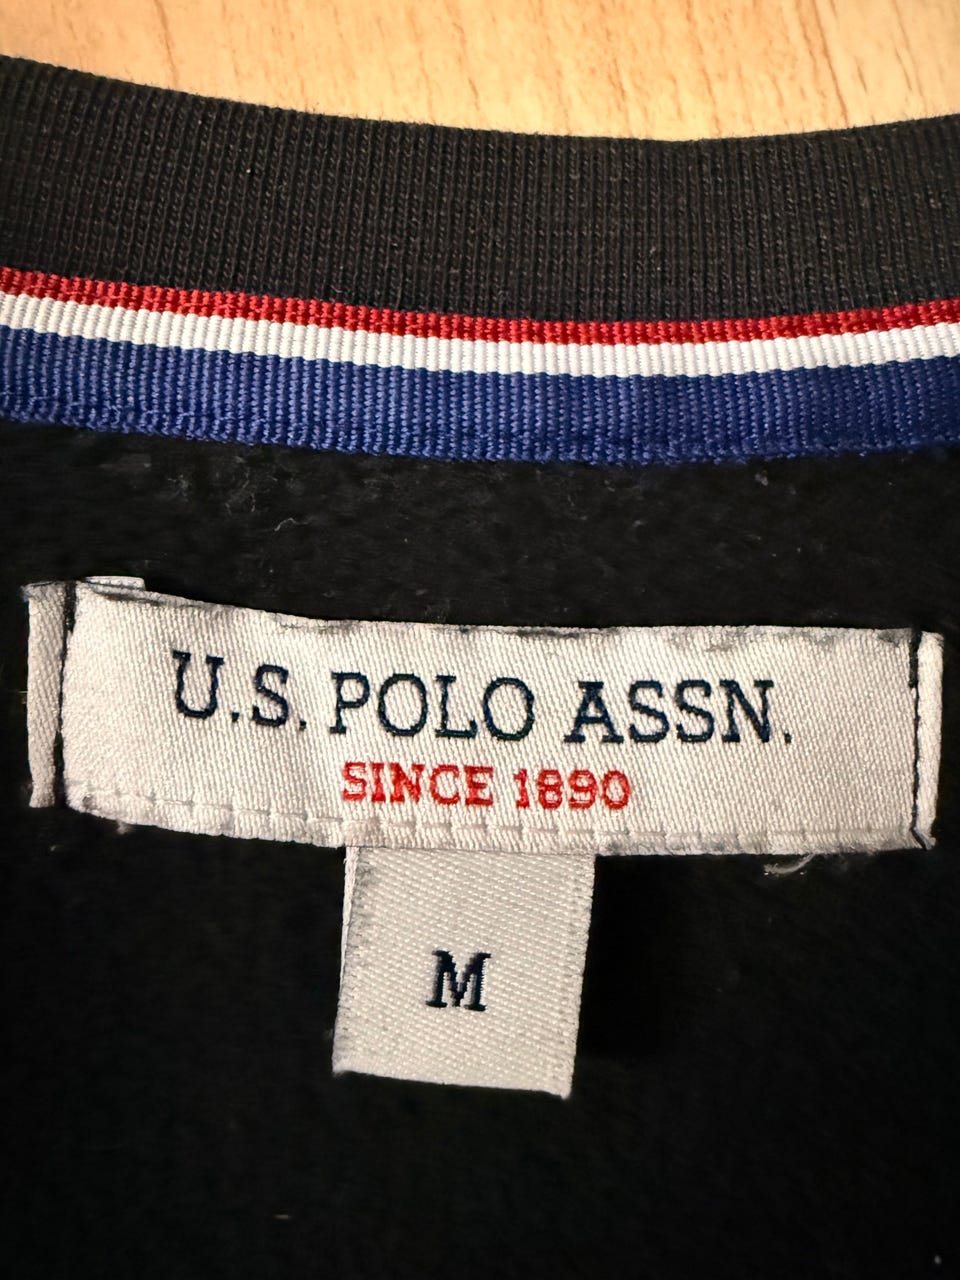 U.S. POLO ASSN.
SINCE 1890
M